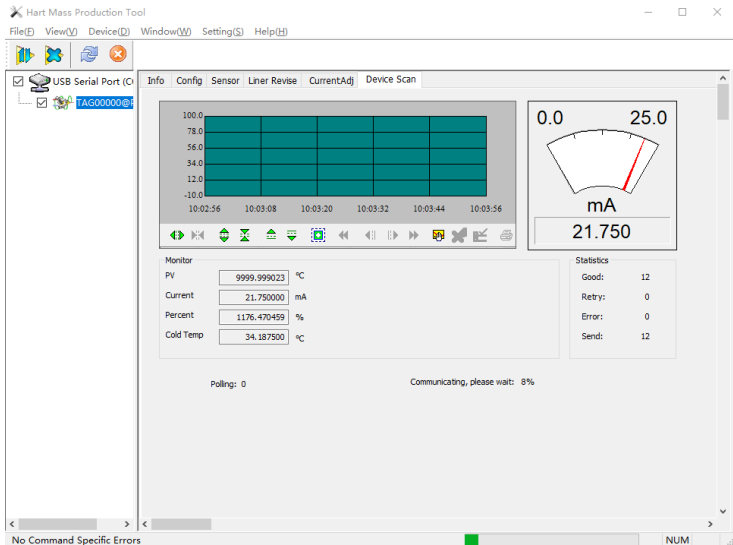 Hart Mass Production Tool
File(F) View(V) Device(D) Window(W) Setting(S) Help(H)
USB Serial Port (C
TAG00000@
Info Config Sensor Liner Revise CurrentAdj Device Scan
100.0
78.0
56.0
34.0
12.0
-10.0
10:02:56 10:03:08 10:03:20 10:03:32 10:03:44 10:03:56
0.0 25.0
mA
21.750
Monitor
PV 9999.999023 ℃
Current 21.750000 mA
Percent 1176.470459 %
Cold Temp 34.187500 ℃
Statistics
Good: 12
Retry: 0
Error: 0
Send: 12
Polling: 0
Communicating, please wait: 8%
No Command Specific Errors
NUM